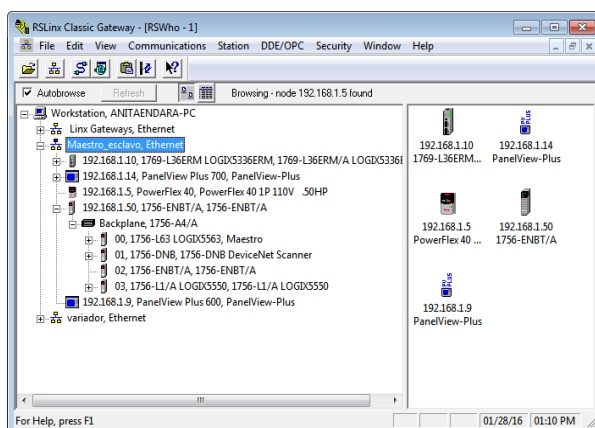 RSLinx Classic Gateway - [RSWho - 1]
File Edit View Communications Station DDE/OPC Security Window Help
Autobrowse Refresh Browsing - node 192.168.1.5 found
Workstation, ANITAENDARA-PC
Linx Gateways, Ethernet
Maestro_esclavo, Ethernet
192.168.1.10, 1769-L36ERM LOGIX5336ERM, 1769-L36ERM/A LOGIX5336E
192.168.1.14, PanelView Plus 700, PanelView-Plus
192.168.1.5, PowerFlex 40, PowerFlex 40 1P 110V .50HP
192.168.1.50, 1756-ENBT/A, 1756-ENBT/A
Backplane, 1756-A4/A
00, 1756-L63 LOGIX5563, Maestro
01, 1756-DNB, 1756-DNB DeviceNet Scanner
02, 1756-ENBT/A, 1756-ENBT/A
03, 1756-L1/A LOGIX5550, 1756-L1/A LOGIX5550
192.168.1.9, PanelView Plus 600, PanelView-Plus
variador, Ethernet
192.168.1.10
1769-L36ERM...
PV PLUS
192.168.1.14
PanelView-Plus
192.168.1.5
PowerFlex 40 ...
192.168.1.50
1756-ENBT/A
PV PLUS
192.168.1.9
PanelView-Plus
For Help, press F1
01/28/16 01:10 PM